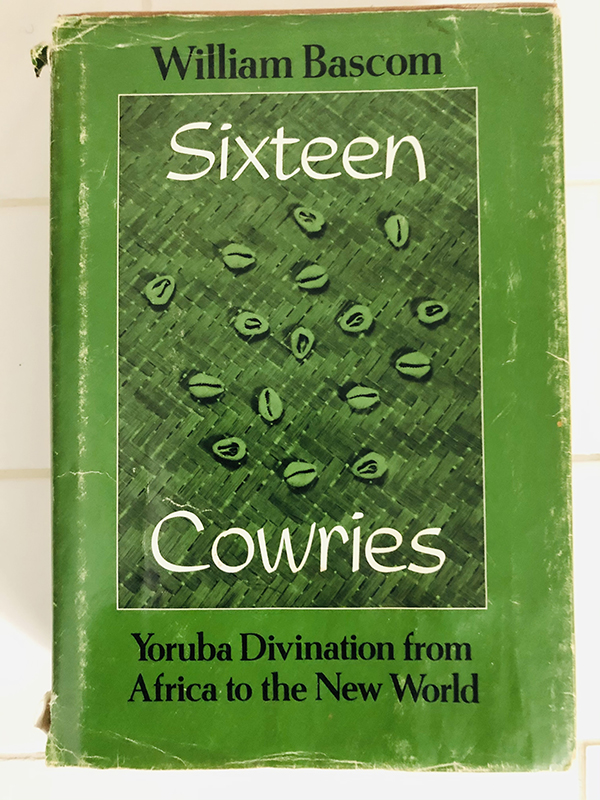 William Bascom
Sixteen
Cowries
Yoruba Divination from
Africa to the New World